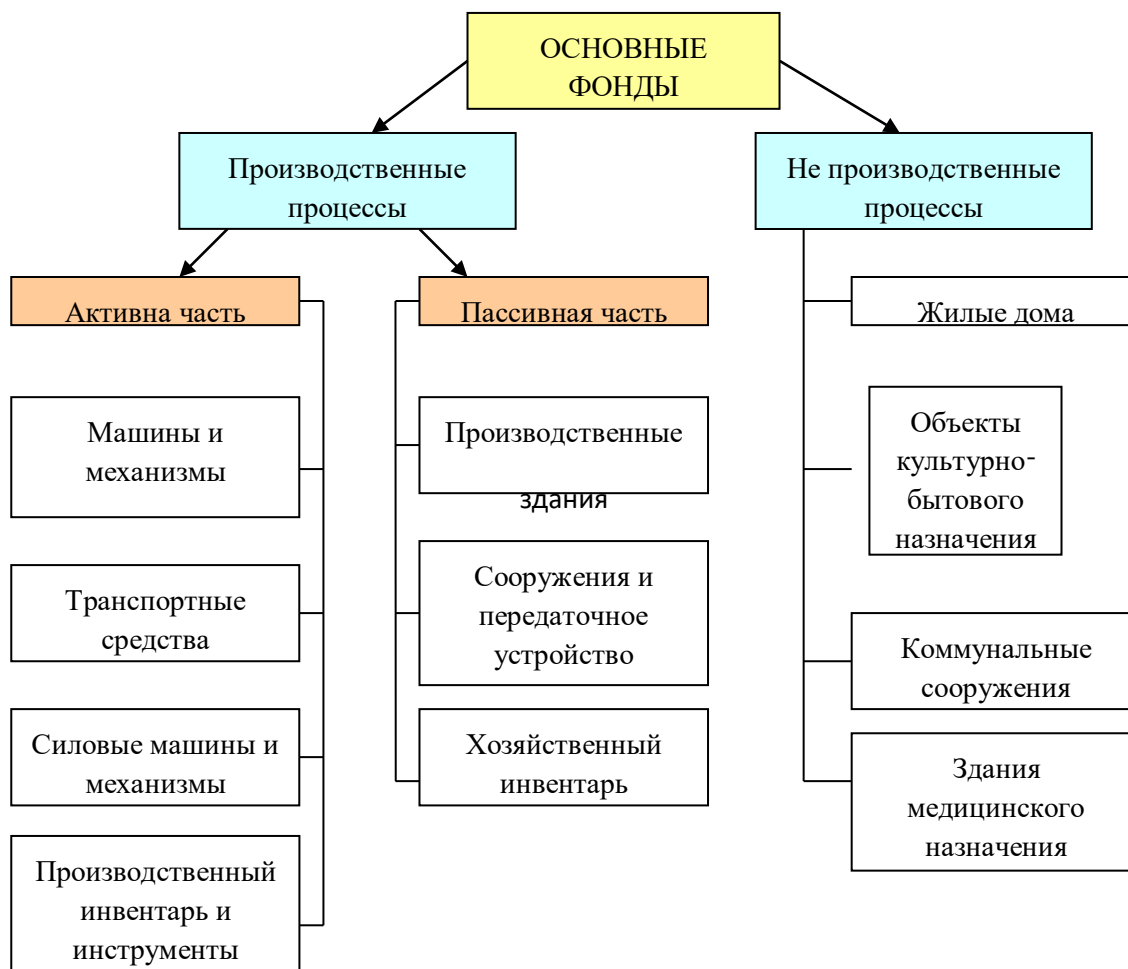 ОСНОВНЫЕ
ФОНДЫ
Производственные
процессы
Не производственные
процессы
Активна часть
Пассивная часть
Жилые дома
Машины и
механизмы
Производственные
здания
Объекты
культурно-
бытового
назначения
Транспортные
средства
Сооружения и
передаточное
устройство
Коммунальные
сооружения
Силовые машины и
механизмы
Хозяйственный
инвентарь
Здания
медицинского
назначения
Производственный
инвентарь и
инструменты